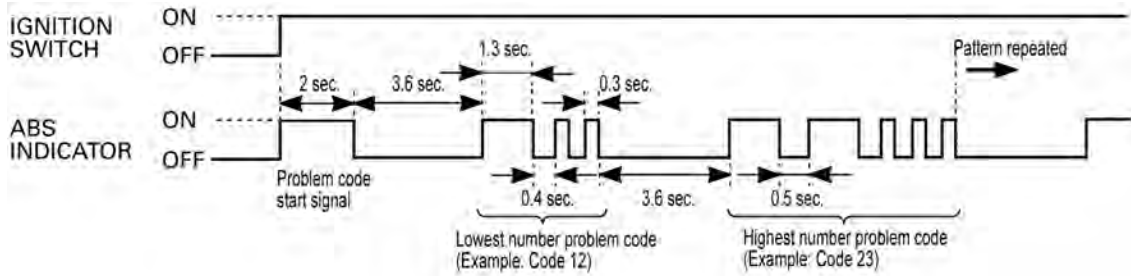 IGNITION
SWITCH
ON
OFF
1.3 sec.
Pattern repeated
2 sec.
3.6 sec.
0.3 sec.
ABS
INDICATOR
ON
OFF
Problem code
start signal
0.4 sec.
3.6 sec.
0.5 sec.
Lowest number problem code
(Example: Code 12)
Highest number problem code
(Example: Code 23)